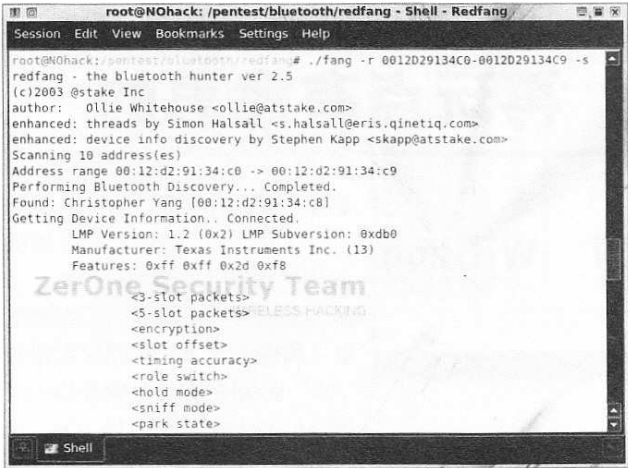 root@NOhack: /pentest/bluetooth/redfang - Shell - Redfang
Session Edit View Bookmarks Settings Help
root@NOhack:/pentest/bluetooth/redfang# ./fang -r 0012D29134C0-0012D29134C9 -s
redfang - the bluetooth hunter ver 2.5
(c)2003 @stake Inc
author: Ollie Whitehouse <ollie@atstake.com>
enhanced: threads by Simon Halsall <s.halsall@eris.qinetiq.com>
enhanced: device info discovery by Stephen Kapp <skapp@atstake.com>
Scanning 10 address(es)
Address range 00:12:d2:91:34:c0 -> 00:12:d2:91:34:c9
Performing Bluetooth Discovery... Completed.
Found: Christopher Yang [00:12:d2:91:34:c8]
Getting Device Information.. Connected.
LMP Version: 1.2 (0x2) LMP Subversion: 0xdb0
Manufacturer: Texas Instruments Inc. (13)
Features: 0xff 0xff 0x2d 0xf8
ZerOne Security Team
<3-slot packets>
<5-slot packets>
HACKING
<encryption>
<slot offset>
<timing accuracy>
<role switch>
<hold mode>
<sniff mode>
<park state>
Shell